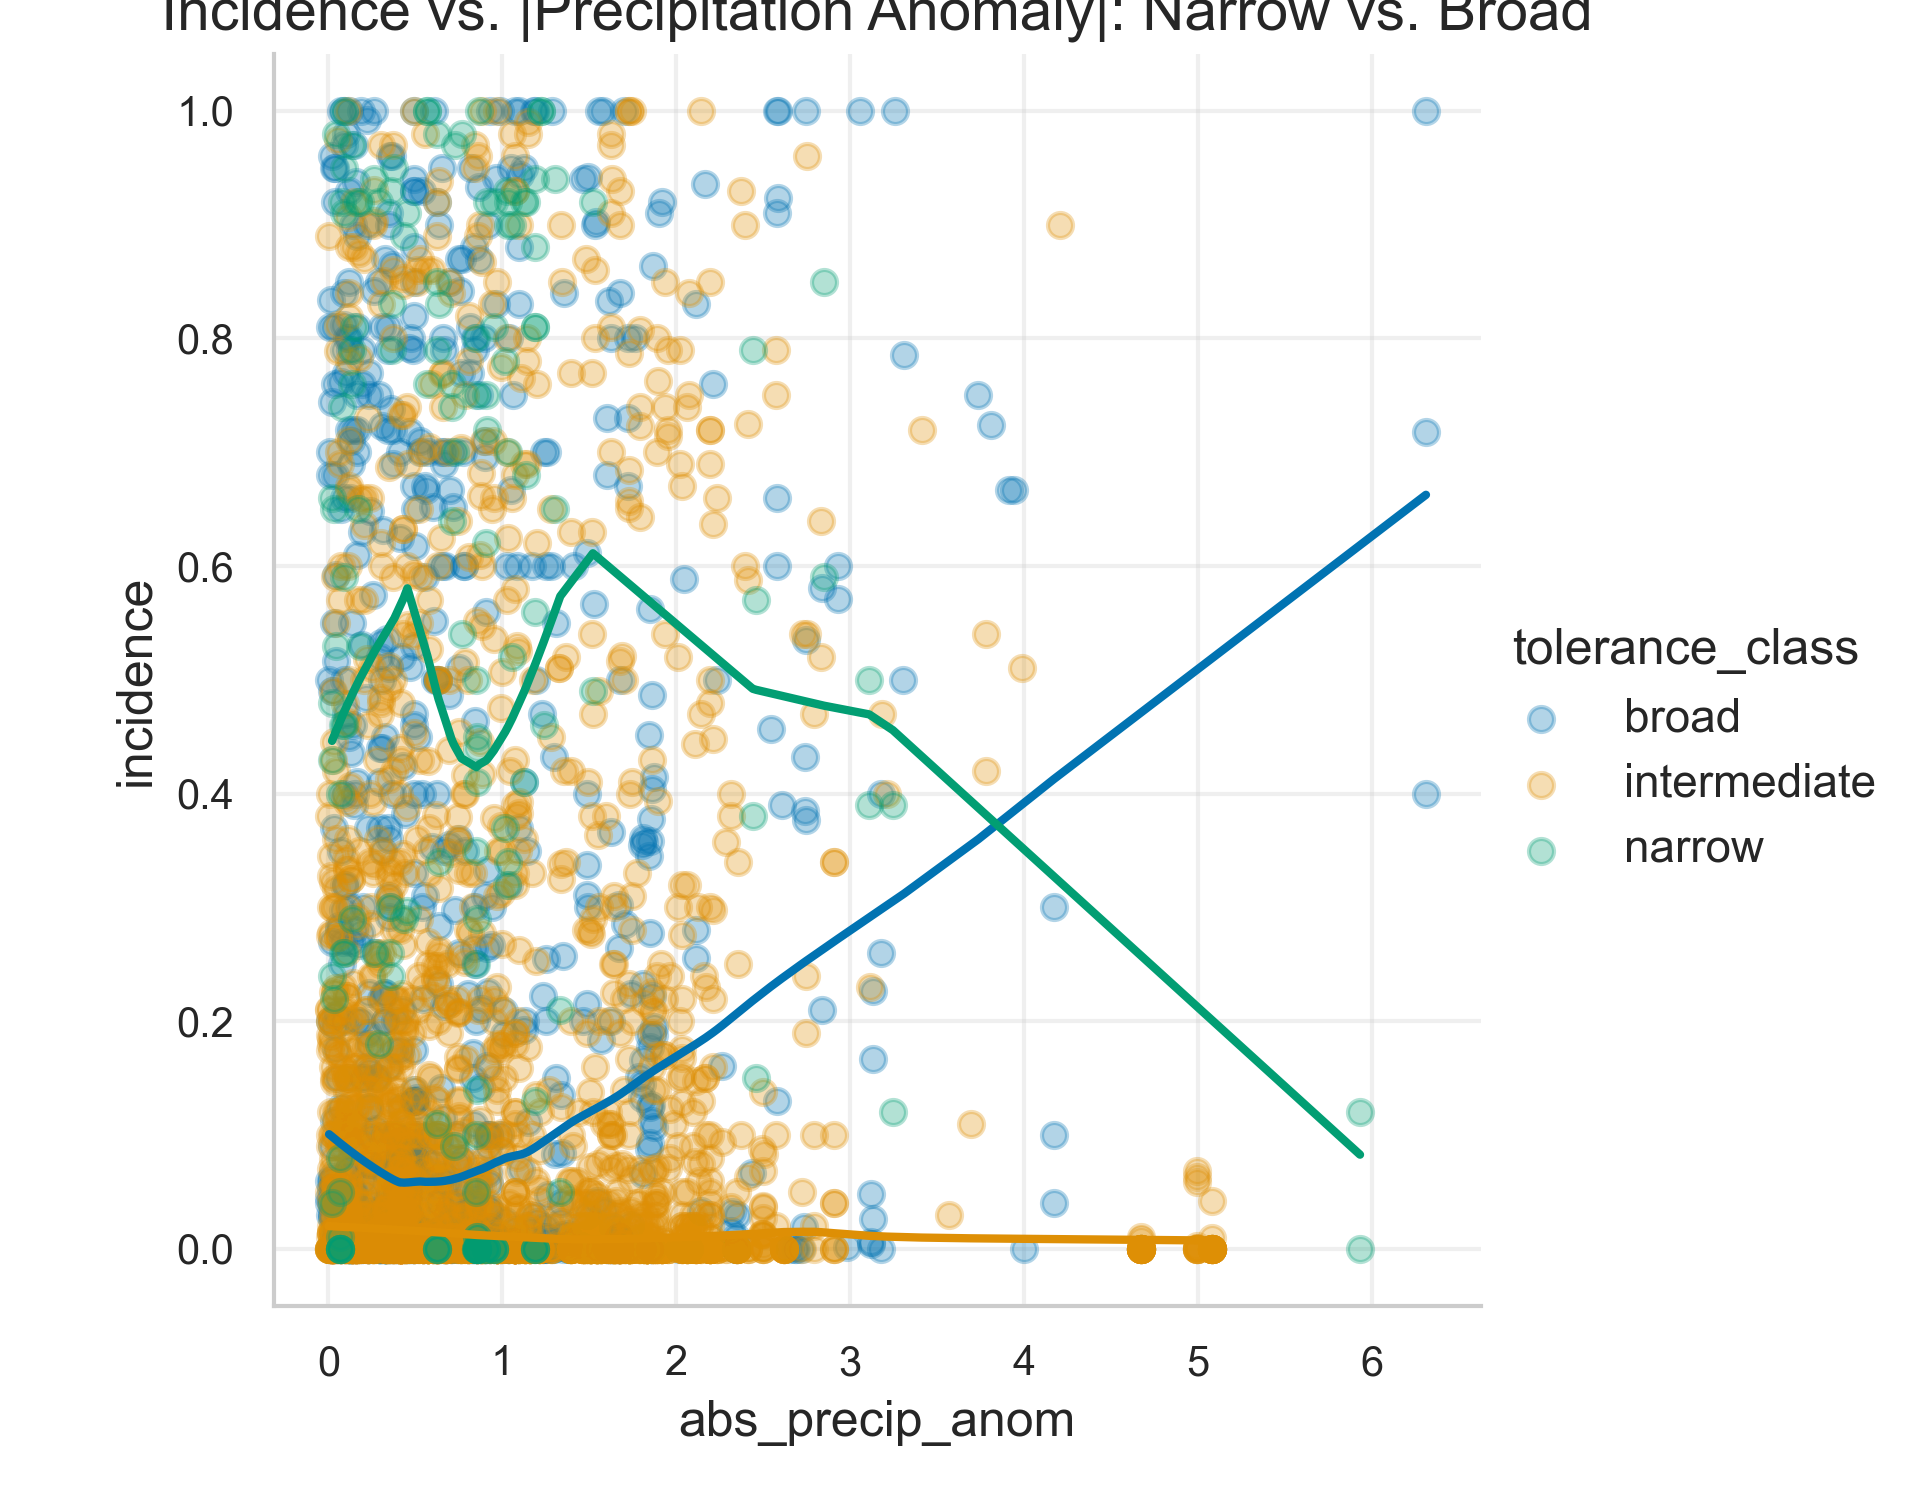 Incidence vs. |Precipitation Anomaly|: Narrow vs. Broad
1.0
0.8
0.6
0.4
0.2
0.0
incidence
0 1 2 3 4 5 6
abs_precip_anom
tolerance_class
broad
intermediate
narrow